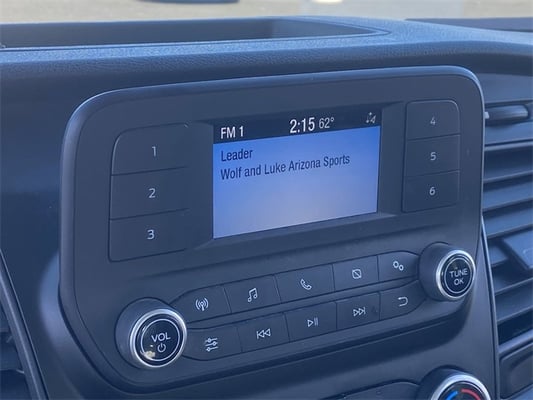 FM 1 2:15 62°
Leader
Wolf and Luke Arizona Sports
1
2
3
4
5
6
VOL
TUNE
OK